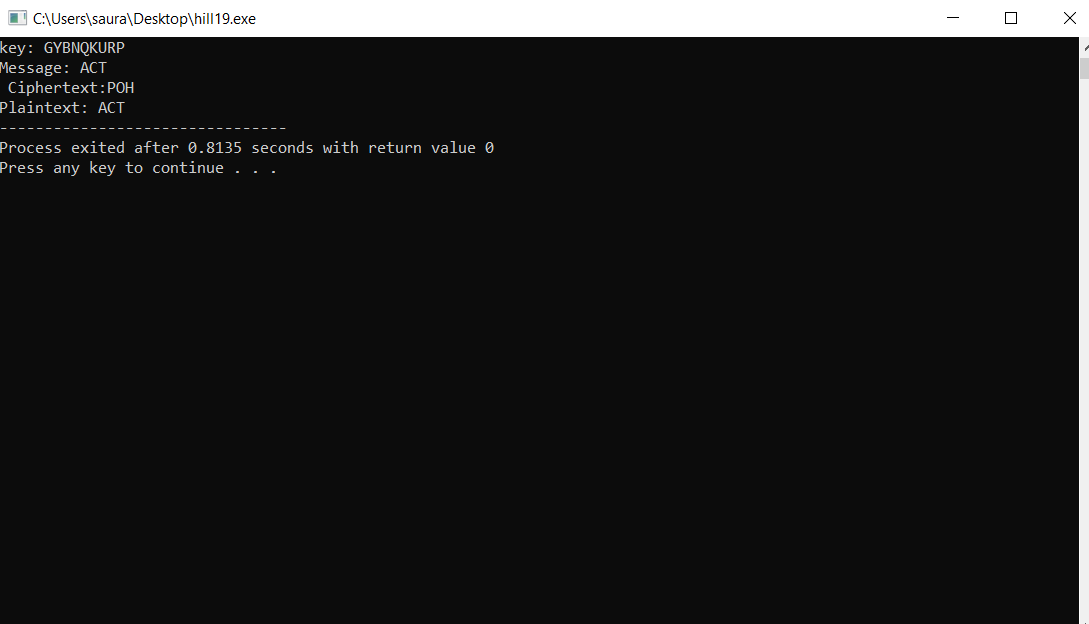 C:\Users\saura\Desktop\hill19.exe
key: GYBNQKURP
Message: ACT
 Ciphertext:POH
Plaintext: ACT
--------------------------------
Process exited after 0.8135 seconds with return value 0
Press any key to continue . . .